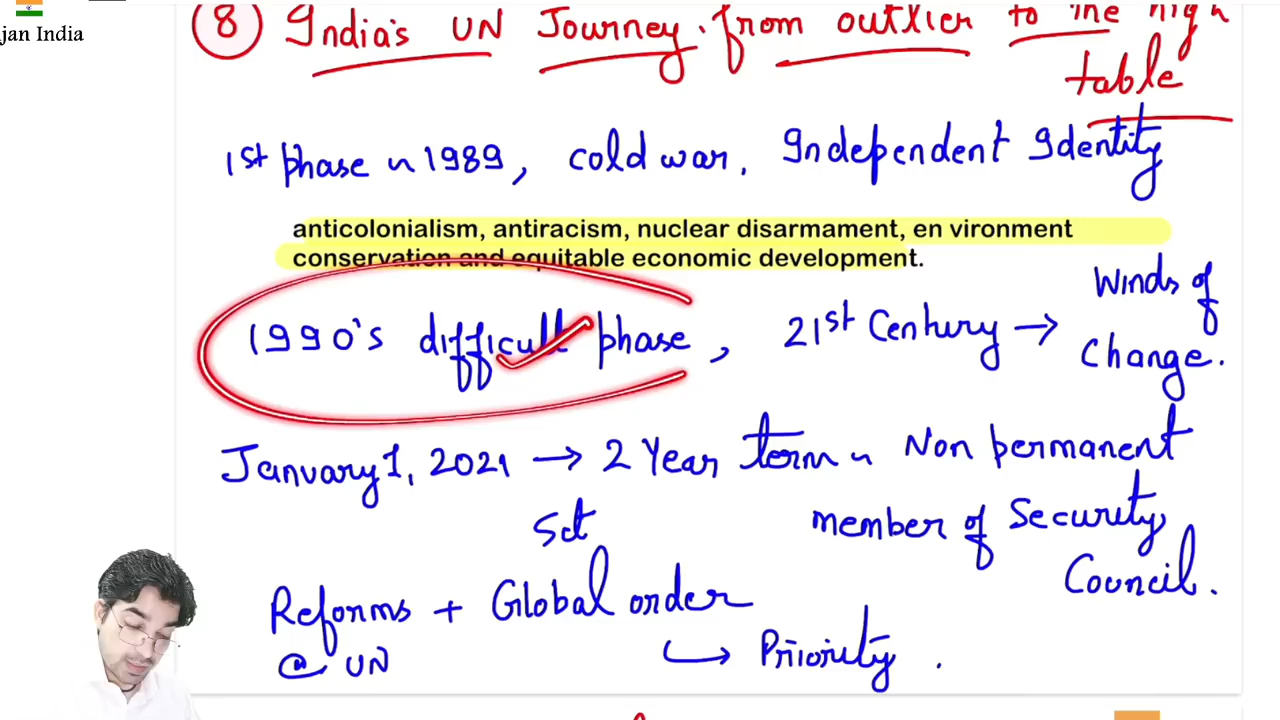 jan India
8 India's UN Journey. from outlier to the high
table
1st phase ~ 1989, cold war. Independent Identity
anticolonialism, antiracism, nuclear disarmament, en vironment
conservation and equitable economic development.
1990's difficult phase, 21st Century → Winds of
Change.
January 1, 2021 → 2 Year term ~ Non permanent
member of Security
Council.
Set
Reforms + Global order
@ UN
↳ Priority.